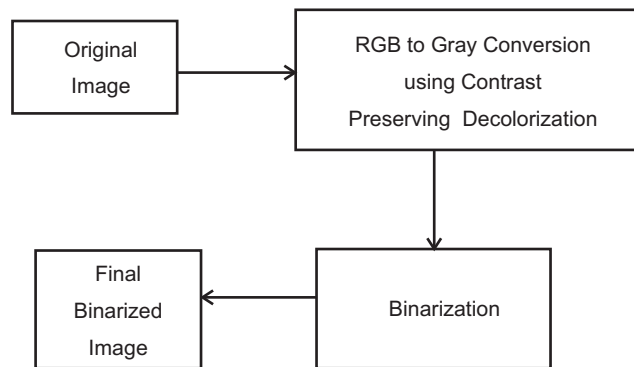 Original
Image
RGB to Gray Conversion
using Contrast
Preserving Decolorization
Binarization
Final
Binarized
Image